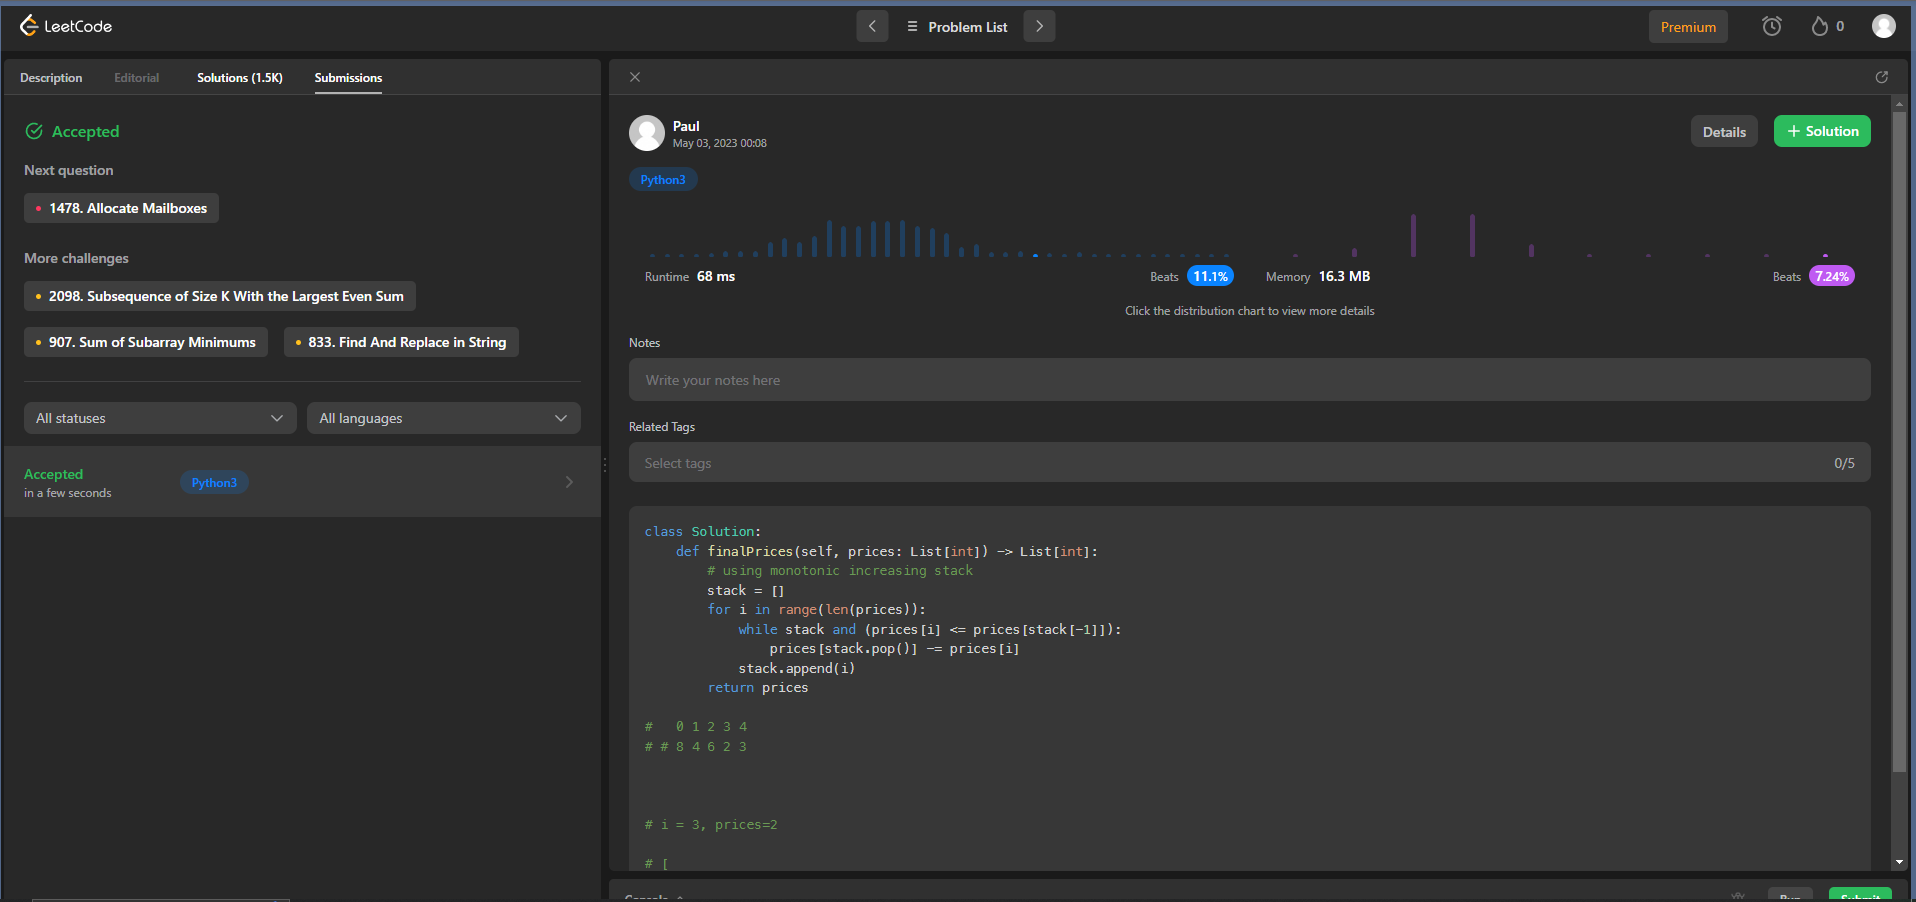 LeetCode
Problem List
Premium
0
Description
Editorial
Solutions (1.5K)
Submissions
Accepted
Next question
1478. Allocate Mailboxes
More challenges
2098. Subsequence of Size K With the Largest Even Sum
907. Sum of Subarray Minimums
833. Find And Replace in String
All statuses
All languages
Accepted
in a few seconds
Python3
Paul
May 03, 2023 00:08
Details
+ Solution
Python3
Runtime 68 ms
Beats 11.1%
Memory 16.3 MB
Beats 7.24%
Click the distribution chart to view more details
Notes
Write your notes here
Related Tags
Select tags
0/5
class Solution:
    def finalPrices(self, prices: List[int]) -> List[int]:
        # using monotonic increasing stack
        stack = []
        for i in range(len(prices)):
            while stack and (prices[i] <= prices[stack[-1]]):
                prices[stack.pop()] -= prices[i]
            stack.append(i)
        return prices
#   0 1 2 3 4
# # 8 4 6 2 3
# i = 3, prices=2
# [
Console
Run
Submit